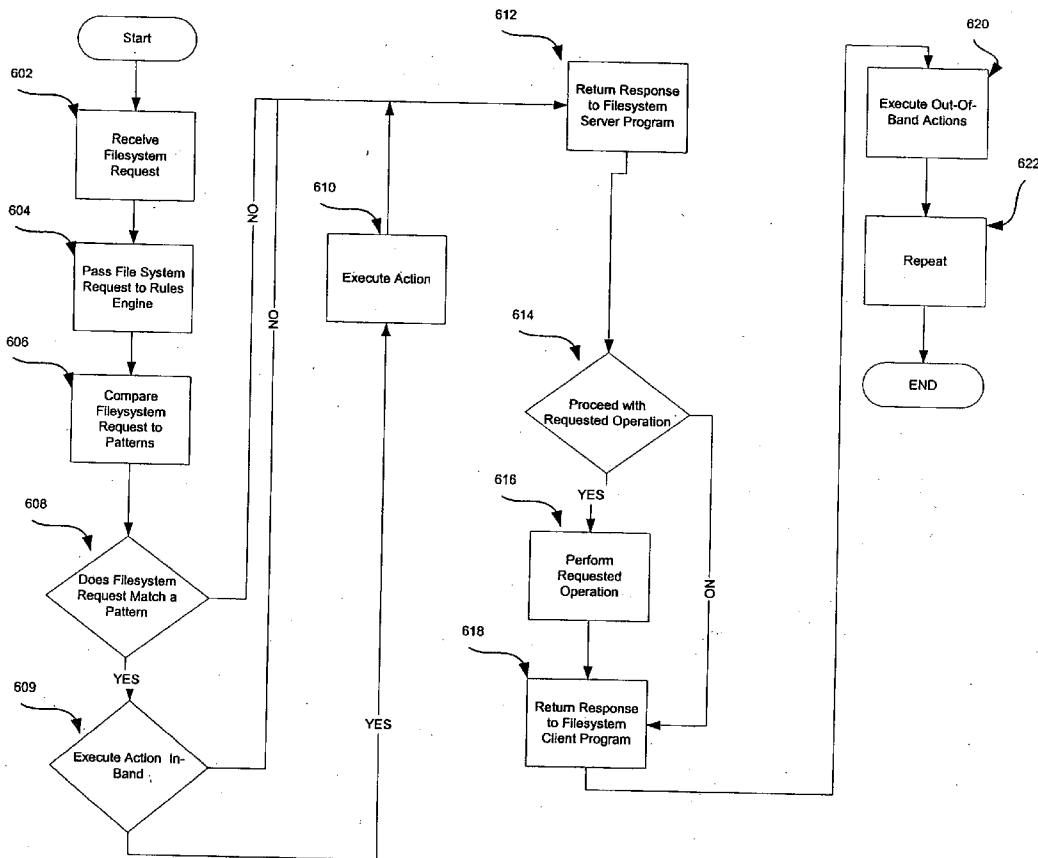 Start
602
Receive
Filesystem
Request
604
Pass File System
Request to Rules
Engine
606
Compare
Fileysystem
Request to
Patterns
608
Does Filesystem
Request Match a
Pattern
NO
YES
609
Execute Action In-
Band
NO
YES
610
Execute Action
612
Return Response
to Filesystem
Server Program
614
Proceed with
Requested Operation
YES
NO
616
Perform
Requested
Operation
618
Return Response
to Filesystem
Client Program
620
Execute Out-Of-
Band Actions
622
Repeat
END